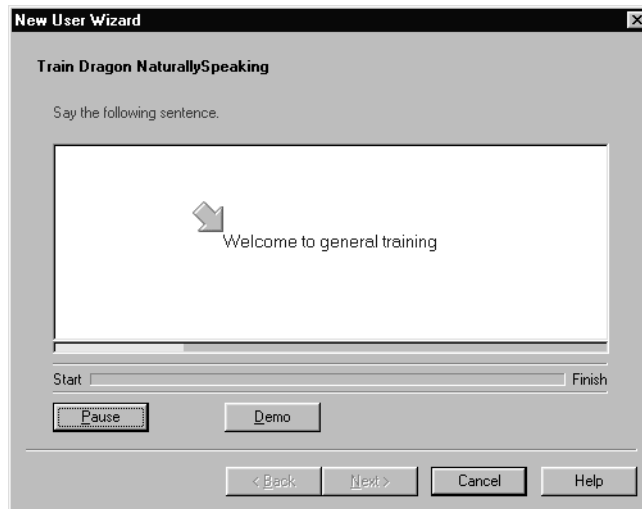 New User Wizard
Train Dragon NaturallySpeaking
Say the following sentence.
Welcome to general training
Start Finish
Pause Demo
< Back Next > Cancel Help